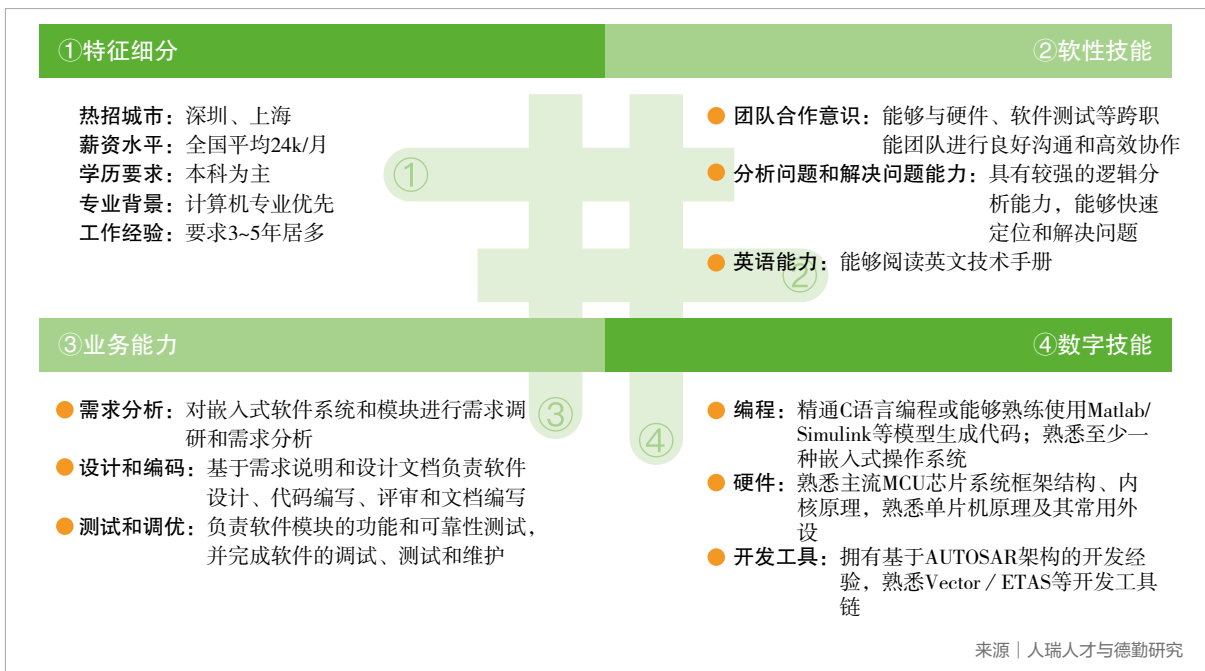 ①特征细分
热招城市：深圳、上海
薪资水平：全国平均24k/月
学历要求：本科为主
专业背景：计算机专业优先
工作经验：要求3~5年居多
②软性技能
团队合作意识：能够与硬件、软件测试等跨职
能团队进行良好沟通和高效协作
分析问题和解决问题能力：具有较强的逻辑分
析能力，能够快速
定位和解决问题
英语能力：能够阅读英文技术手册
①
②
③业务能力
需求分析：对嵌入式软件系统和模块进行需求调
研和需求分析
设计和编码：基于需求说明和设计文档负责软件
设计、代码编写、评审和文档编写
测试和调优：负责软件模块的功能和可靠性测试，
并完成软件的调试、测试和维护
③
④
④数字技能
编程：精通C语言编程或能够熟练使用Matlab/
Simulink等模型生成代码；熟悉至少一
种嵌入式操作系统
硬件：熟悉主流MCU芯片系统框架结构、内
核原理，熟悉单片机原理及其常用外
设
开发工具：拥有基于AUTOSAR架构的开发经
验，熟悉Vector / ETAS等开发工具
链
来源｜人瑞人才与德勤研究